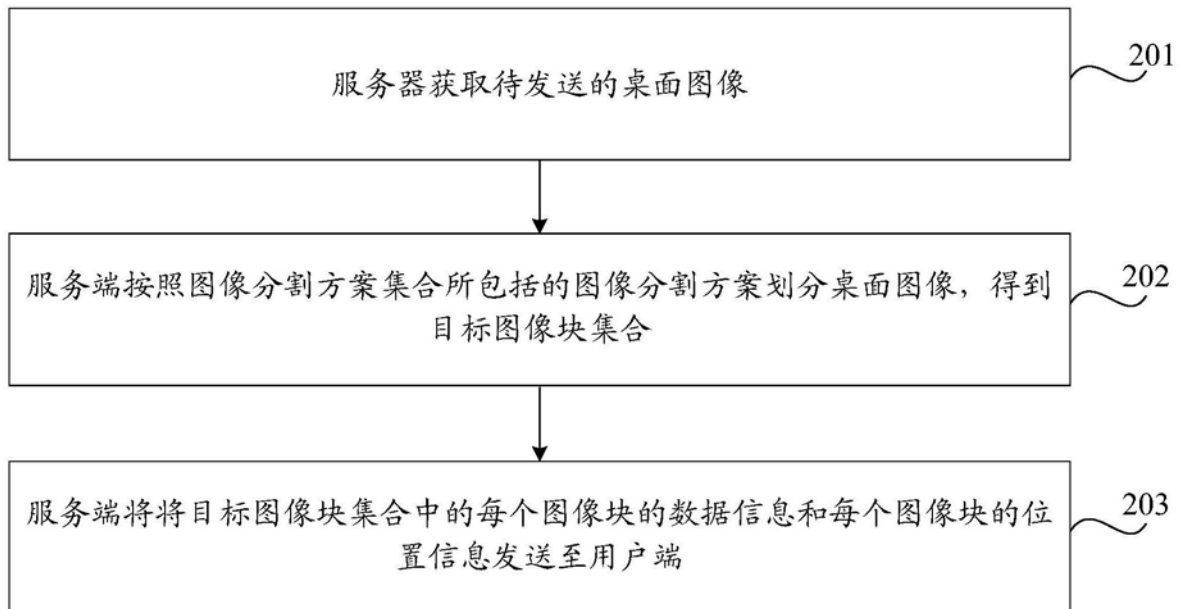 服务器获取待发送的桌面图像
201
服务端按照图像分割方案集合所包括的图像分割方案划分桌面图像，得到
目标图像块集合
202
服务端将将目标图像块集合中的每个图像块的数据信息和每个图像块的位
置信息发送至用户端
203